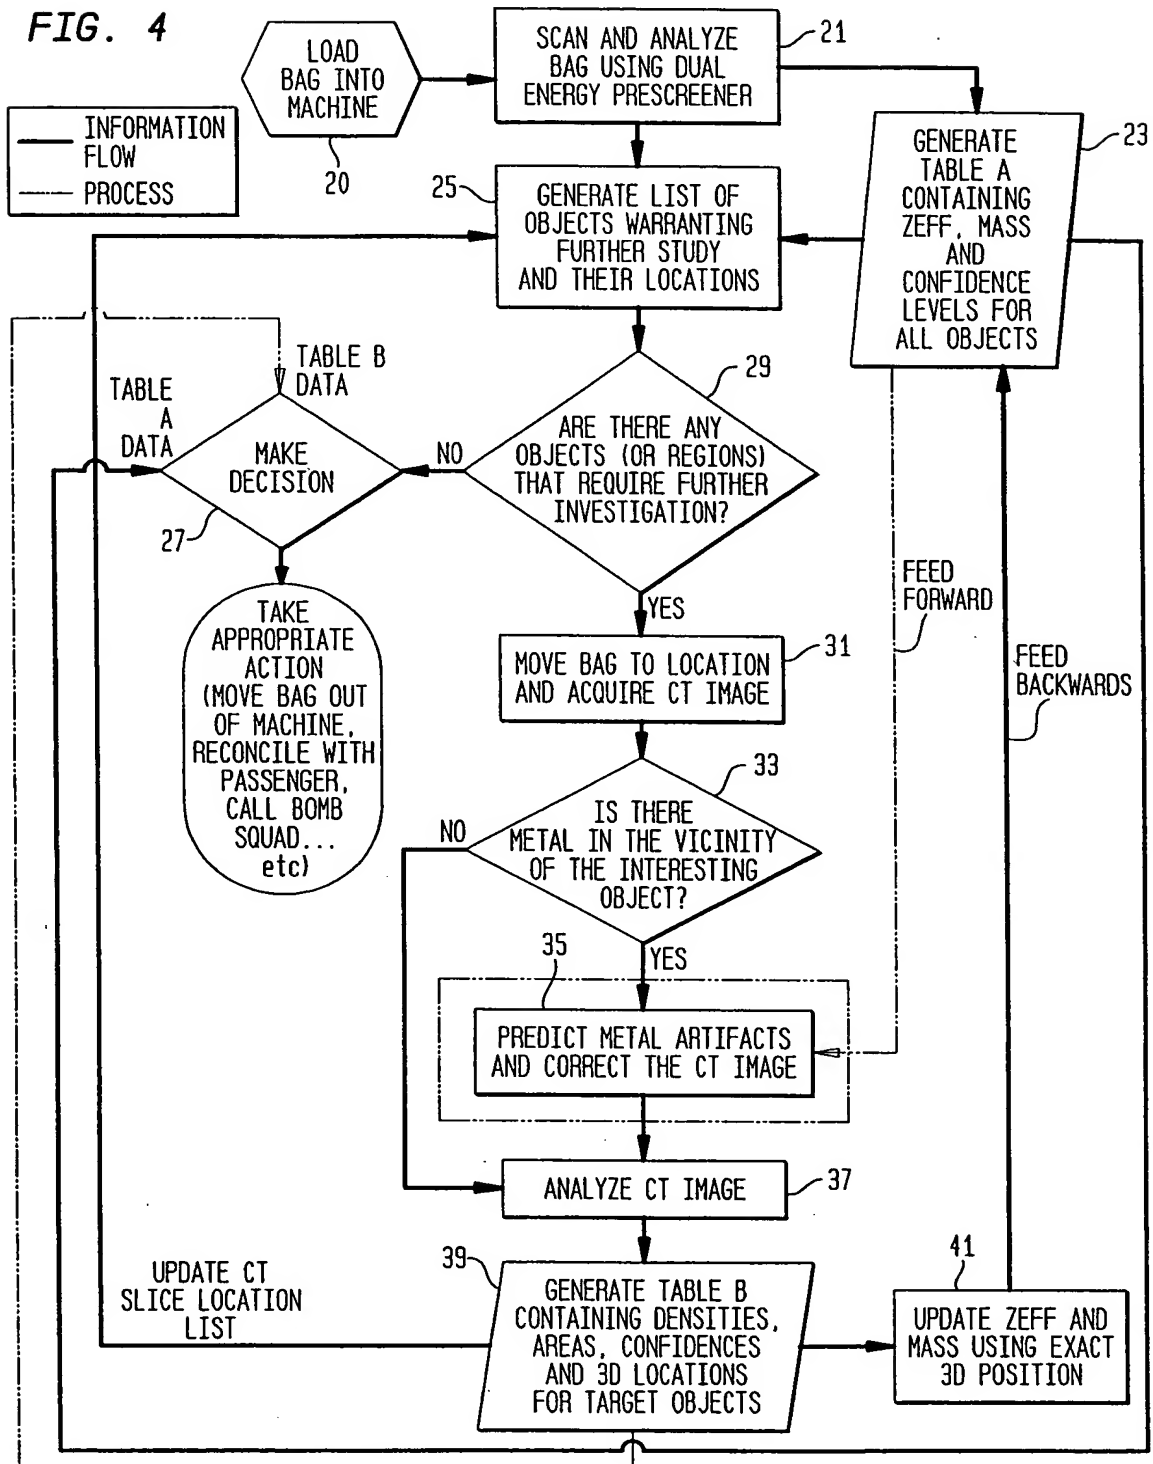 FIG. 4
LOAD
BAG INTO
MACHINE
20
SCAN AND ANALYZE
BAG USING DUAL
ENERGY PRESCREENER
21
INFORMATION
FLOW
PROCESS
GENERATE
TABLE A
CONTAINING
ZEFF, MASS
AND
CONFIDENCE
LEVELS FOR
ALL OBJECTS
23
25
GENERATE LIST OF
OBJECTS WARRANTING
FURTHER STUDY
AND THEIR LOCATIONS
TABLE B
DATA
TABLE
A
DATA
MAKE
DECISION
27
NO
29
ARE THERE ANY
OBJECTS (OR REGIONS)
THAT REQUIRE FURTHER
INVESTIGATION?
YES
FEED
FORWARD
FEED
BACKWARDS
TAKE
APPROPRIATE
ACTION
(MOVE BAG OUT
OF MACHINE,
RECONCILE WITH
PASSENGER,
CALL BOMB
SQUAD...
etc)
MOVE BAG TO LOCATION
AND ACQUIRE CT IMAGE
31
33
IS THERE
METAL IN THE VICINITY
OF THE INTERESTING
OBJECT?
NO
YES
35
PREDICT METAL ARTIFACTS
AND CORRECT THE CT IMAGE
ANALYZE CT IMAGE
37
39
GENERATE TABLE B
CONTAINING DENSITIES,
AREAS, CONFIDENCES
AND 3D LOCATIONS
FOR TARGET OBJECTS
UPDATE CT
SLICE LOCATION
LIST
41
UPDATE ZEFF AND
MASS USING EXACT
3D POSITION